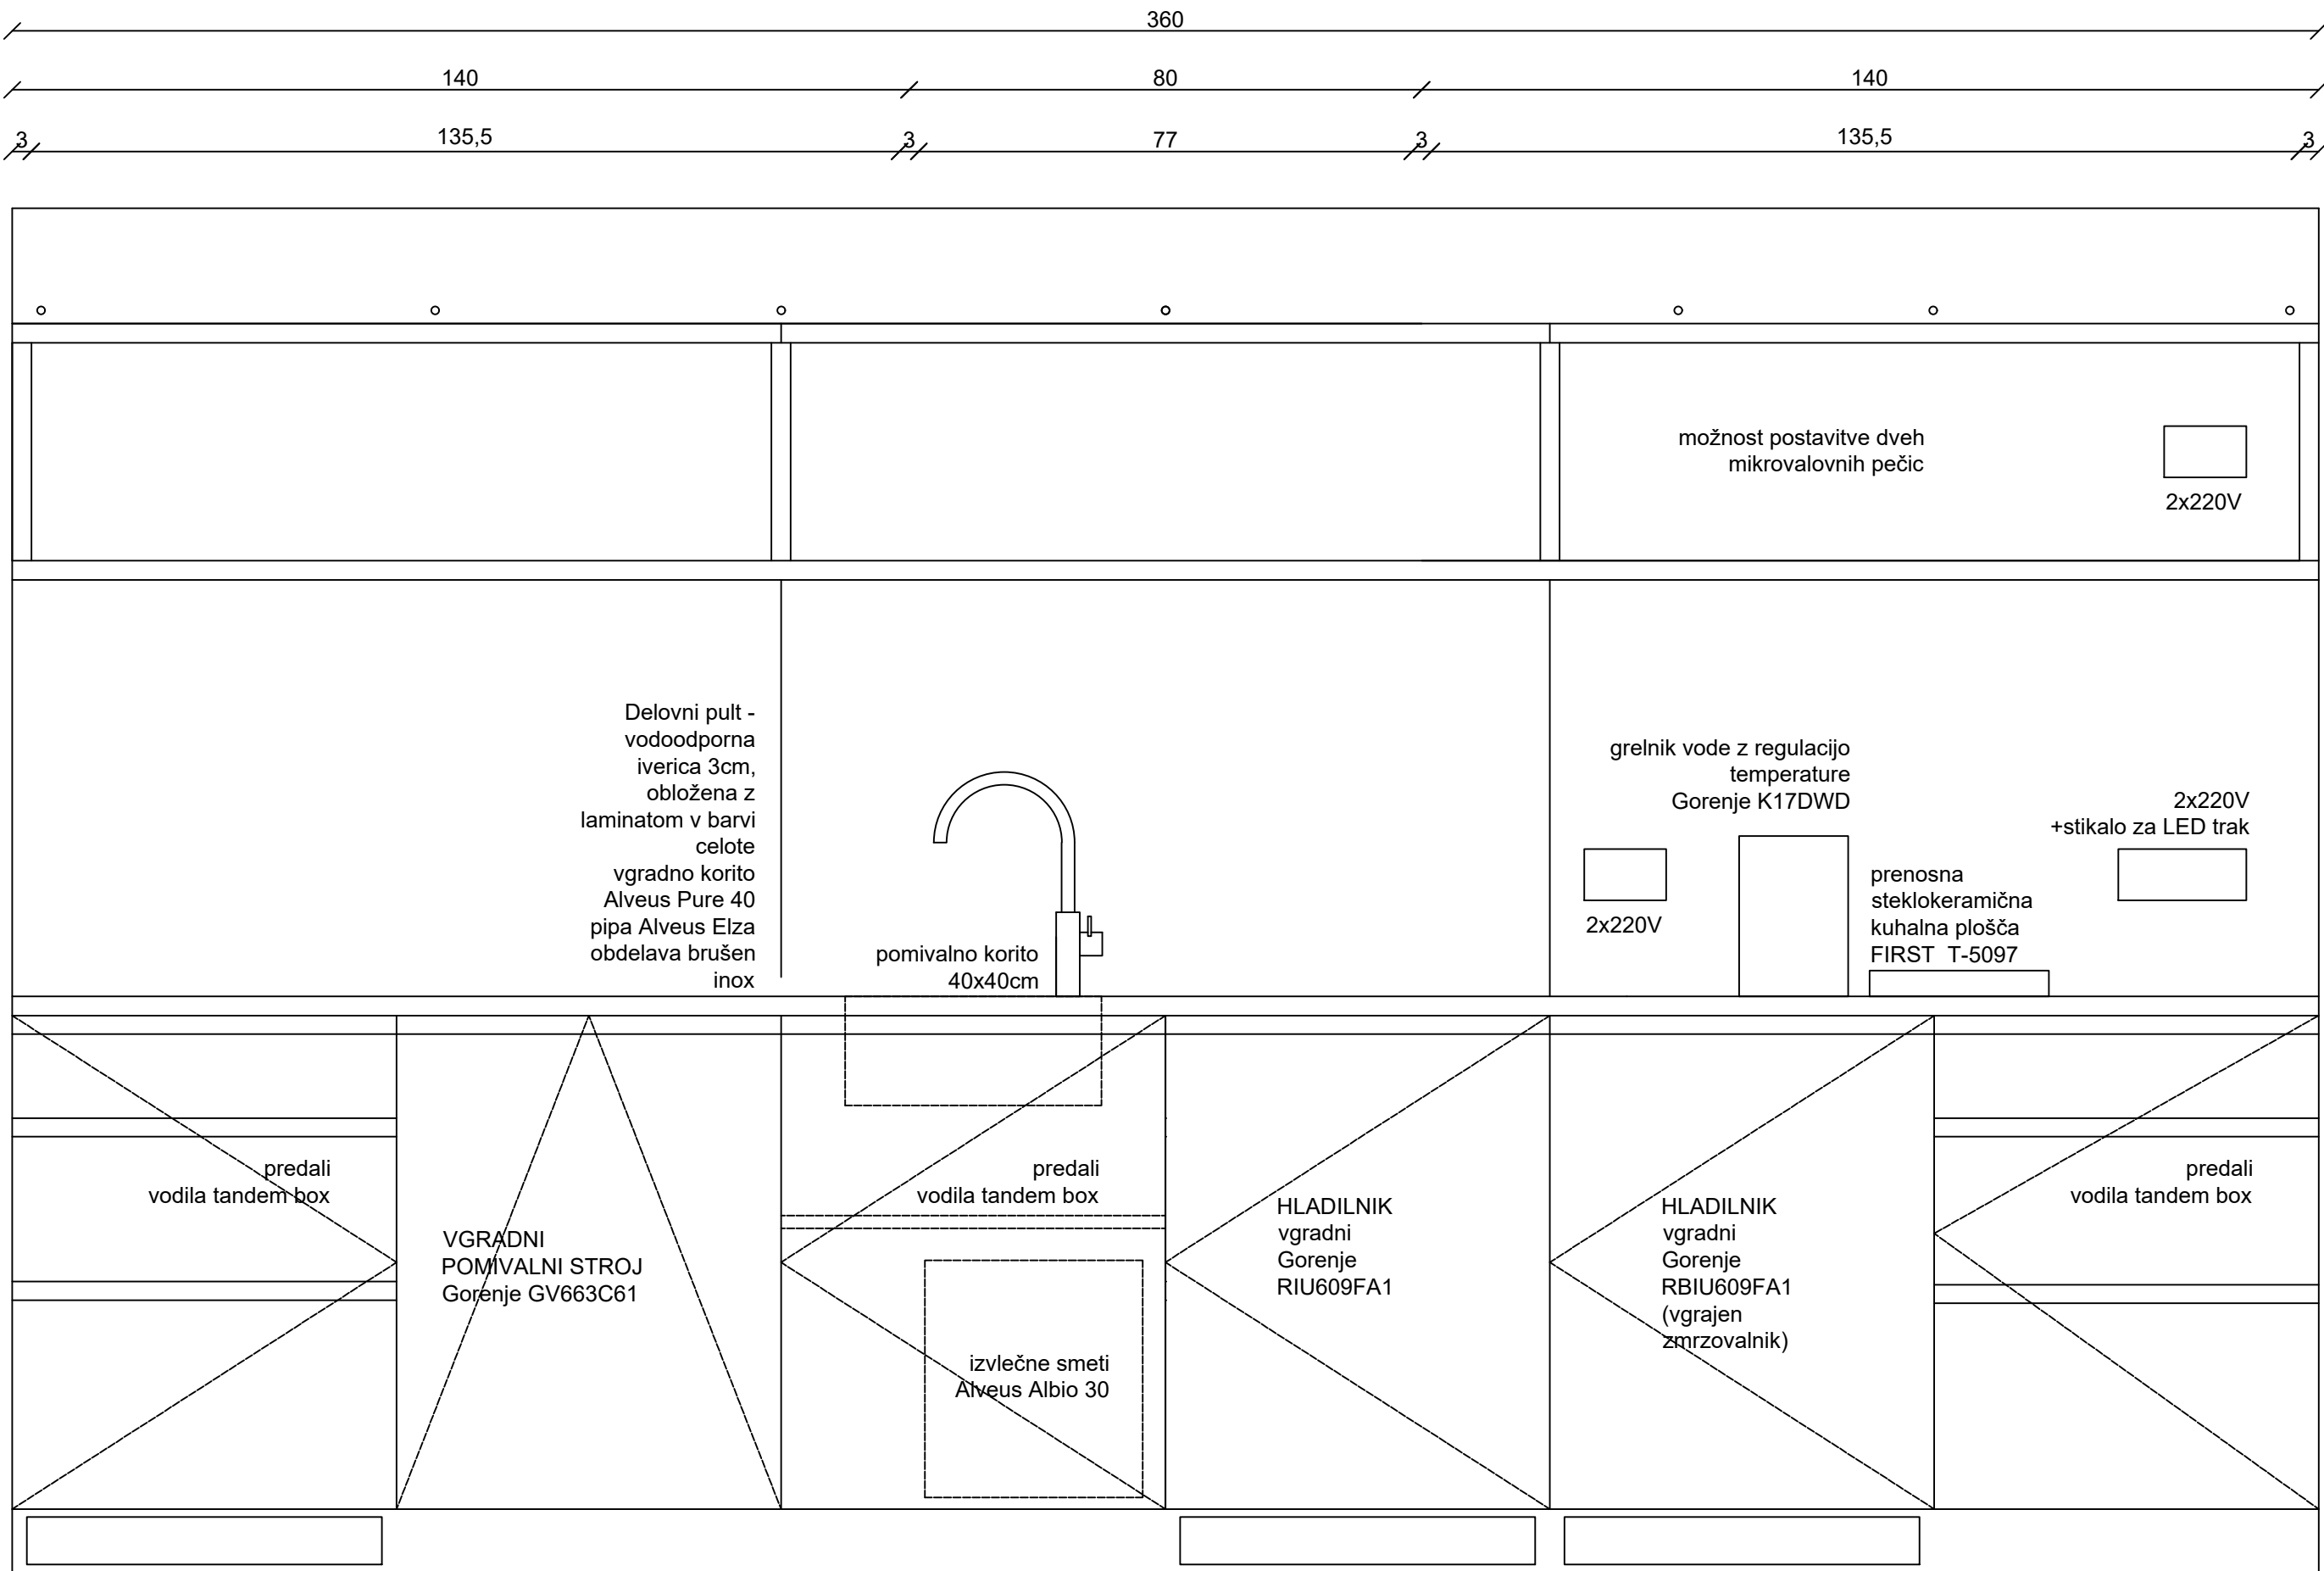 360
140
80
140
3
135,5
3
77
3
135,5
3
možnost postavitve dveh
mikrovalovnih pečic
2x220V
Delovni pult -
vodoodporna
iverica 3cm,
obložena z
laminatom v barvi
celote
vgradno korito
Alveus Pure 40
pipa Alveus Elza
obdelava brušen
inox
pomivalno korito
40x40cm
grelnik vode z regulacijo
temperature
Gorenje K17DWD
2x220V
prenosna
steklokeramična
kuhalna plošča
FIRST  T-5097
2x220V
+stikalo za LED trak
predali
vodila tandem box
VGRADNI
POMIVALNI STROJ
Gorenje GV663C61
predali
vodila tandem box
izvlečne smeti
Alveus Albio 30
HLADILNIK
vgradni
Gorenje
RIU609FA1
HLADILNIK
vgradni
Gorenje
RBIU609FA1
(vgrajen
zmrzovalnik)
predali
vodila tandem box